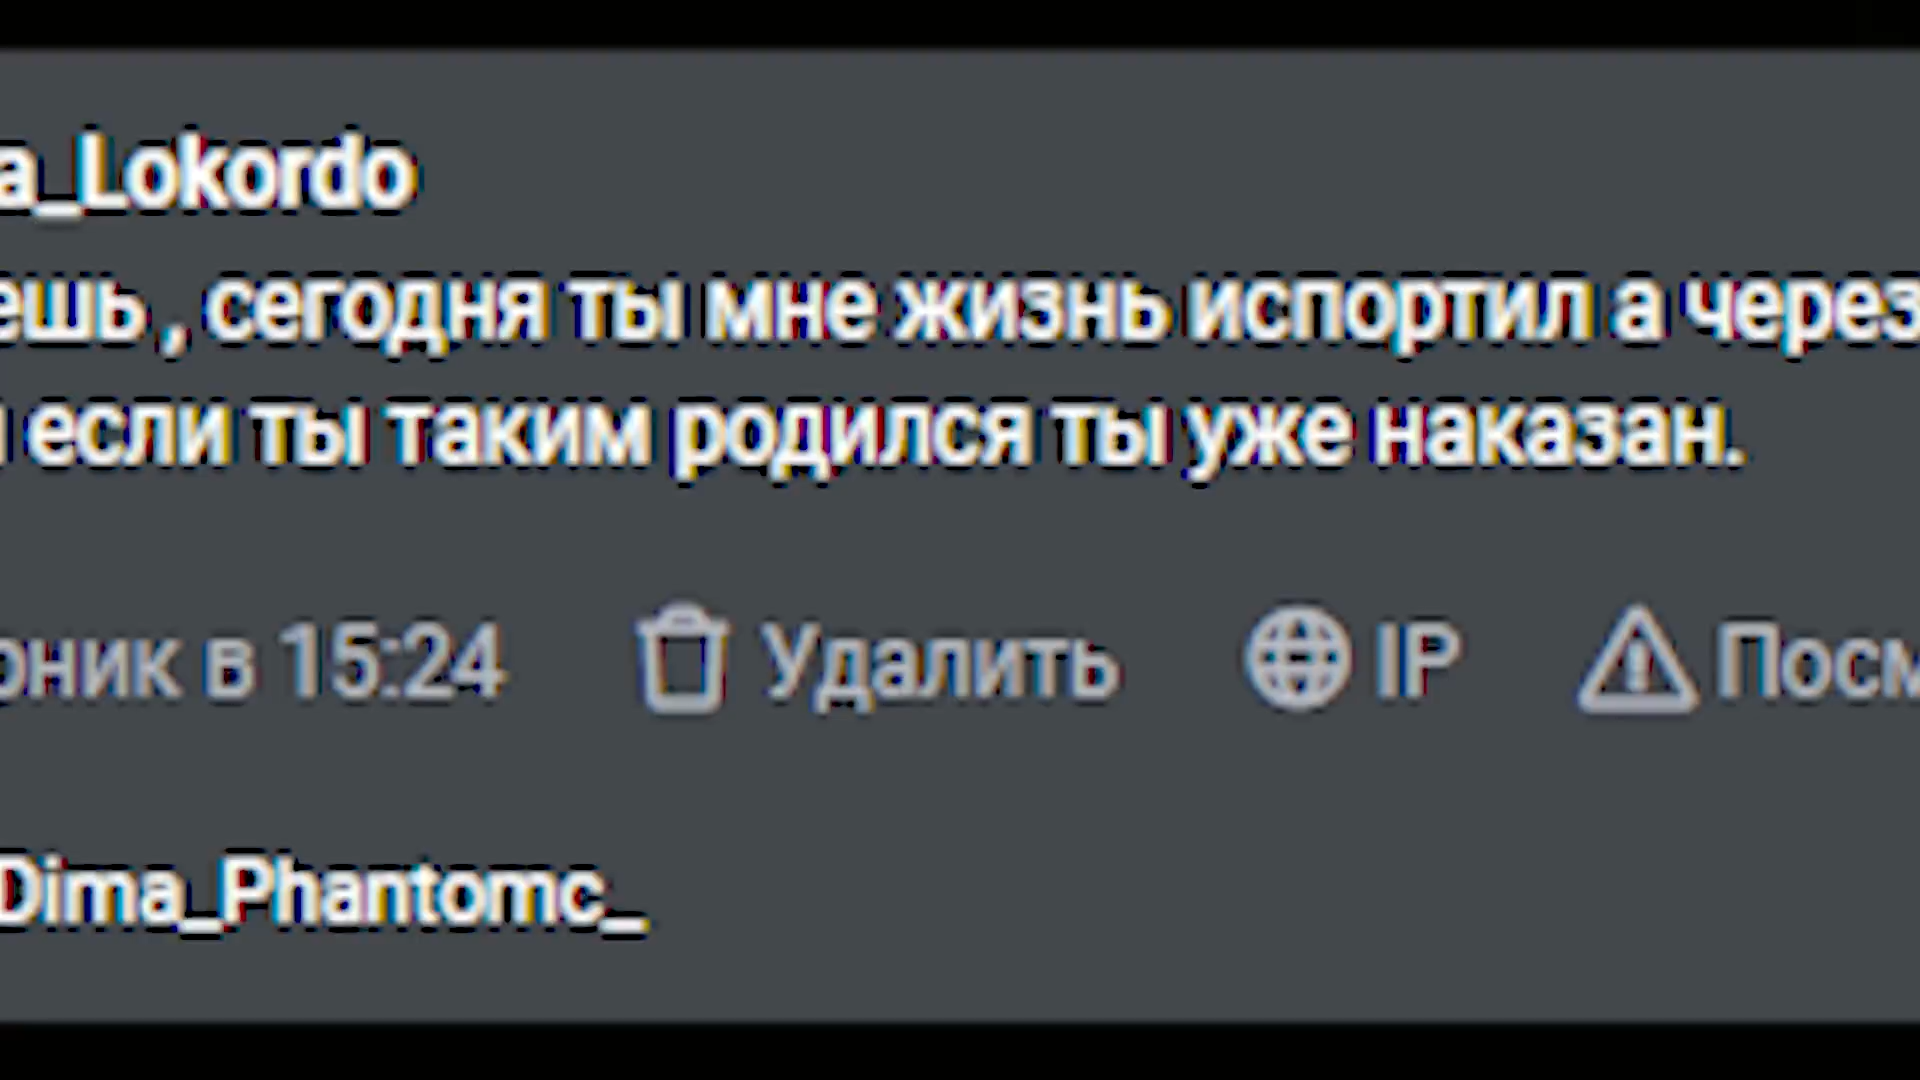 a_Lokordo
ешь, сегодня ты мне жизнь испортил а через
если ты таким родился ты уже наказан.
оник в 15:24 Удалить IP Посм
Dima_Phantomc_